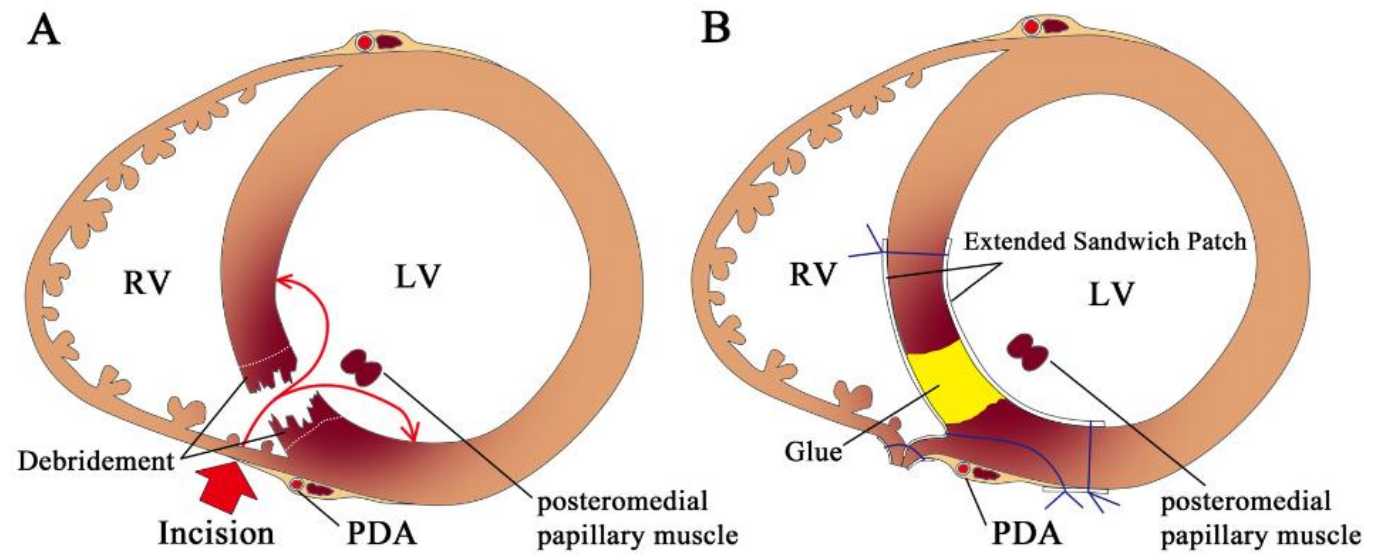 A
RV
LV
Debridement
Incision
PDA
posteromedial
papillary muscle
B
Extended Sandwich Patch
RV
LV
Glue
PDA
posteromedial
papillary muscle